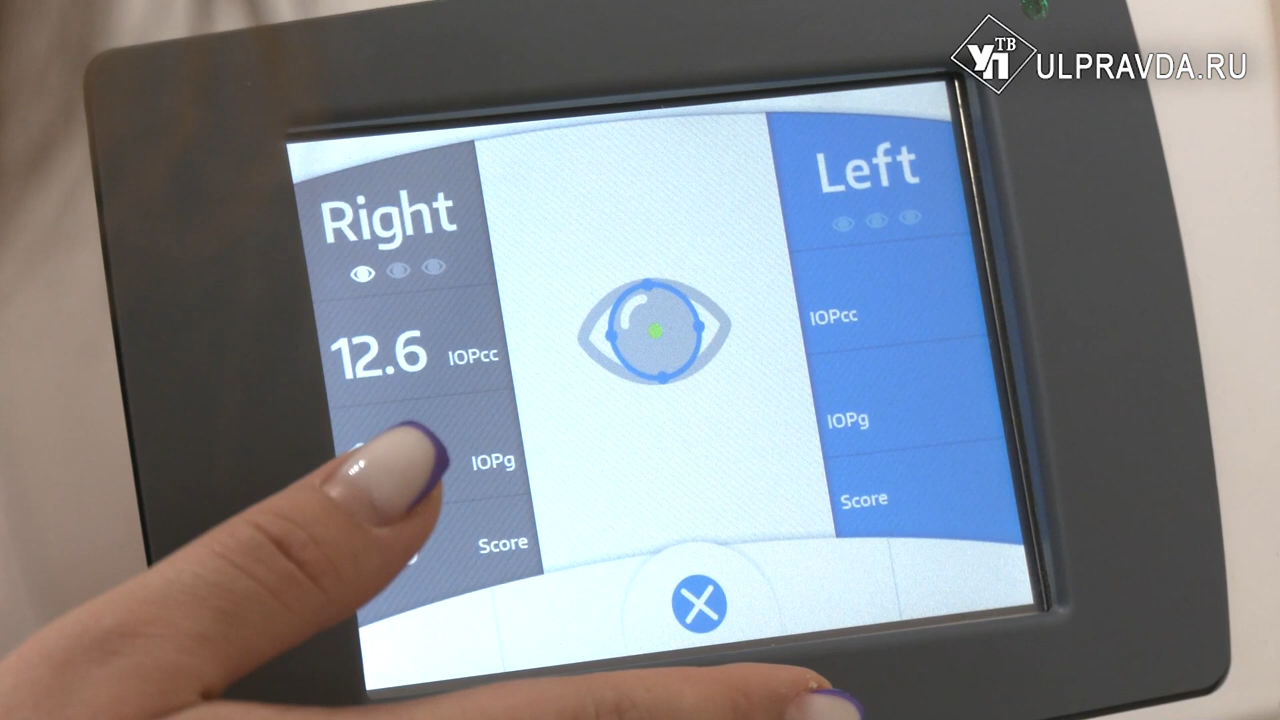 УП ТВ
ULPRAVDA.RU
Right
12.6 IOPcc
IOPg
Score
Left
IOPcc
IOPg
Score